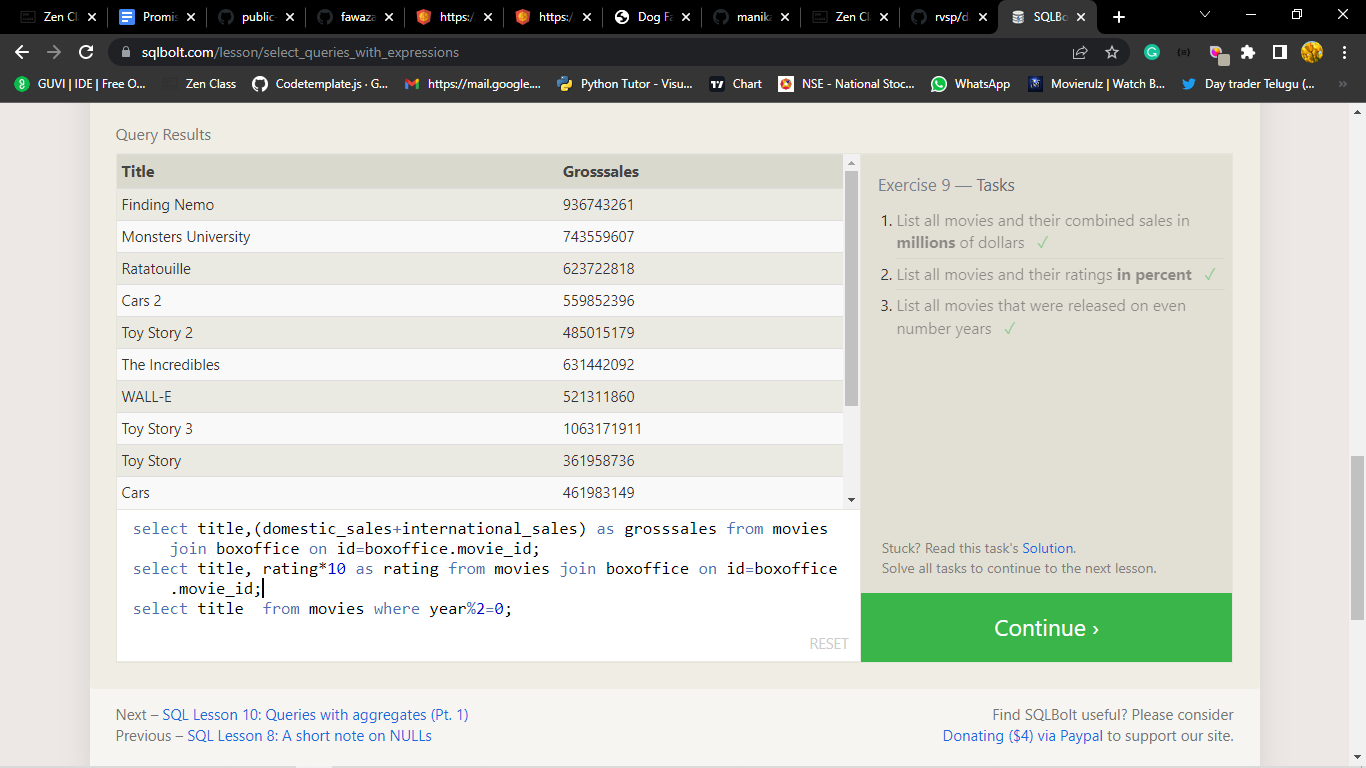 Zen Cl
Promis
public-
fawaza
https:/
https:/
Dog Fa
manika
Zen Cl
rvsp/d
SQLBo
sqlbolt.com/lesson/select_queries_with_expressions
GUVI | IDE | Free O... Zen Class Codetemplate.js · G... https://mail.google.... Python Tutor - Visu... Chart NSE - National Stoc... WhatsApp Movierulz | Watch B... Day trader Telugu (... »
Query Results
Title Grosssales
Finding Nemo 936743261
Monsters University 743559607
Ratatouille 623722818
Cars 2 559852396
Toy Story 2 485015179
The Incredibles 631442092
WALL-E 521311860
Toy Story 3 1063171911
Toy Story 361958736
Cars 461983149
select title,(domestic_sales+international_sales) as grosssales from movies
join boxoffice on id=boxoffice.movie_id;
select title, rating*10 as rating from movies join boxoffice on id=boxoffice
.movie_id;
select title  from movies where year%2=0;
RESET
Exercise 9 — Tasks
1. List all movies and their combined sales in
millions of dollars ✓
2. List all movies and their ratings in percent ✓
3. List all movies that were released on even
number years ✓
Stuck? Read this task's Solution.
Solve all tasks to continue to the next lesson.
Continue ›
Next – SQL Lesson 10: Queries with aggregates (Pt. 1)
Previous – SQL Lesson 8: A short note on NULLs
Find SQLBolt useful? Please consider
Donating ($4) via Paypal to support our site.